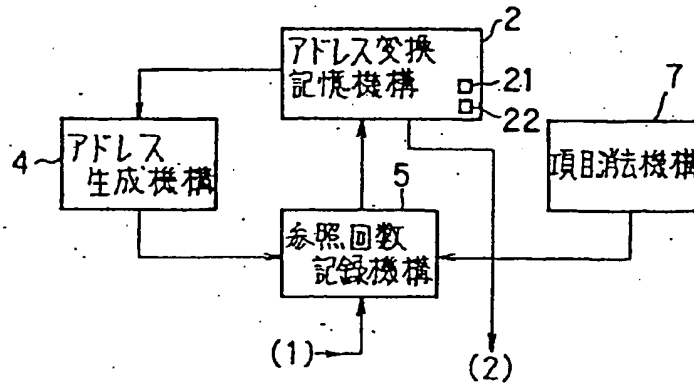 2
アドレス変換
記憶機構
21
22
7
4
アドレス
生成機構
項目消去機構
5
参照回数
記録機構
(1)
(2)